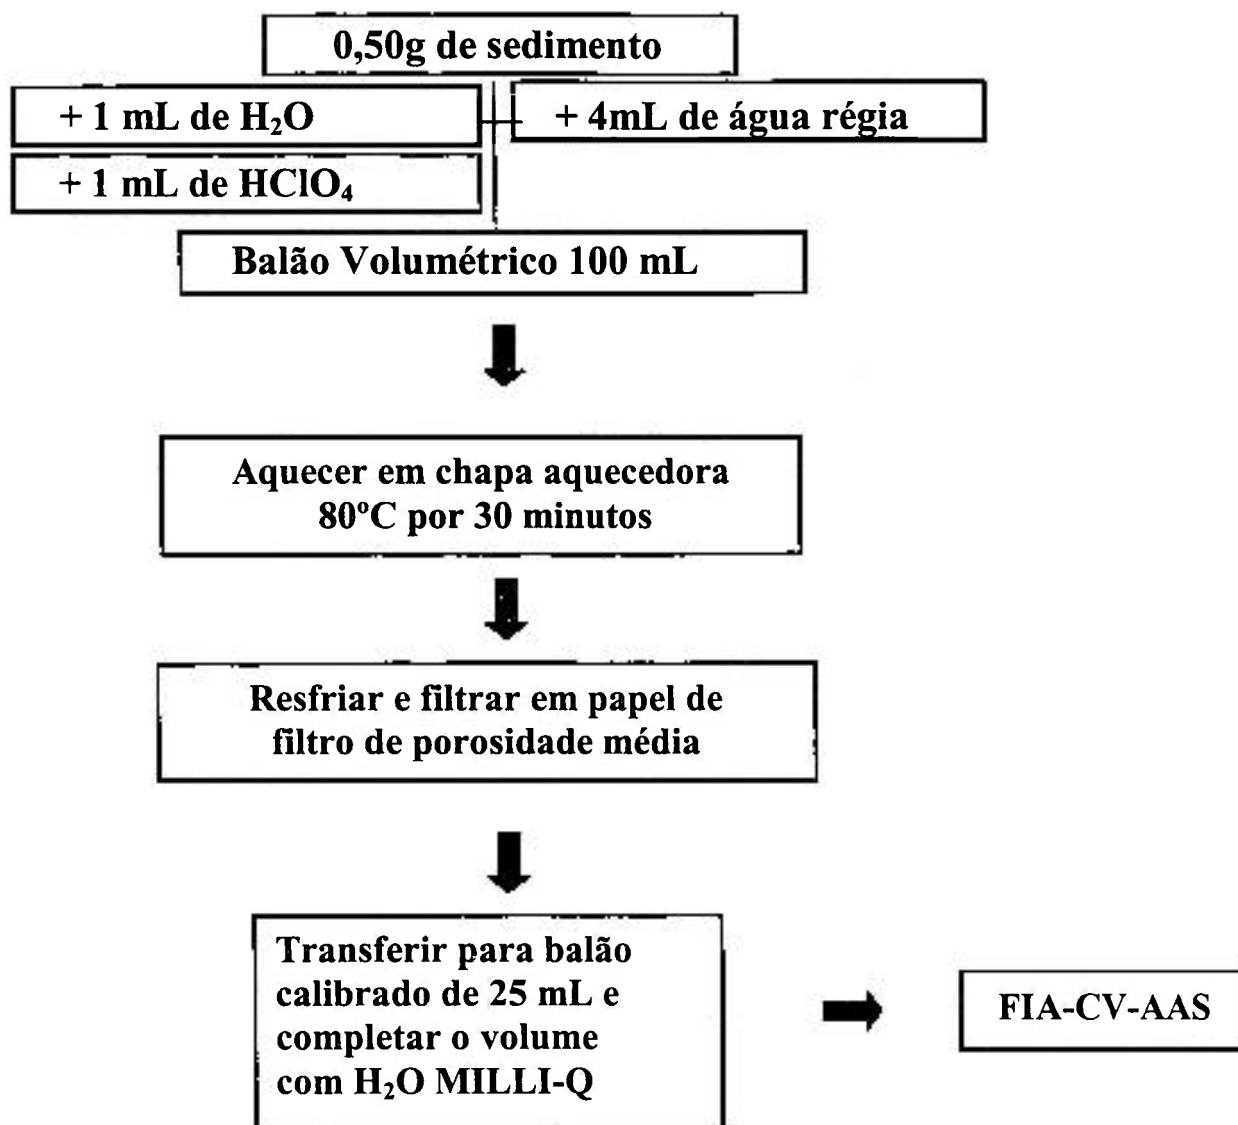 0,50g de sedimento
+ 1 mL de H₂O
+ 4mL de água régia
+ 1 mL de HClO₄
Balão Volumétrico 100 mL
Aquecer em chapa aquecedora
80ºC por 30 minutos
Resfriar e filtrar em papel de
filtro de porosidade média
Transferir para balão
calibrado de 25 mL e
completar o volume
com H₂O MILLI-Q
FIA-CV-AAS